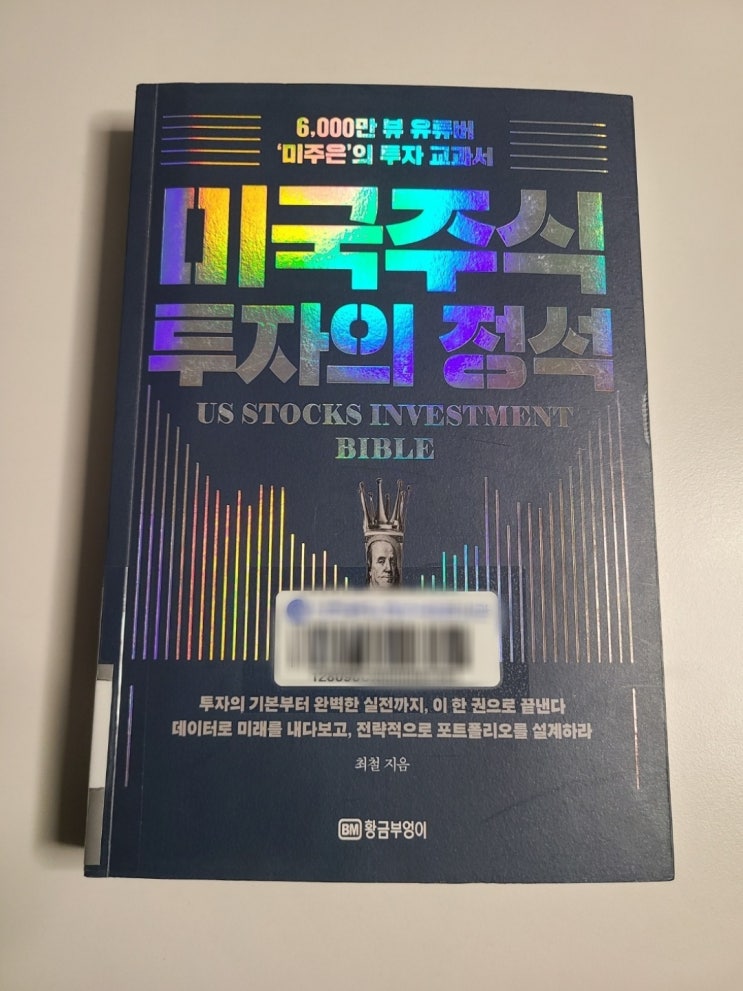 6,000만 뷰 유튜버
‘미주은’의 투자 교과서
미국주식
투자의 정석
US STOCKS INVESTMENT
BIBLE
투자의 기본부터 완벽한 실전까지, 이 한 권으로 끝낸다
데이터로 미래를 내다보고, 전략적으로 포트폴리오를 설계하라
최철 지음
BM 황금부엉이